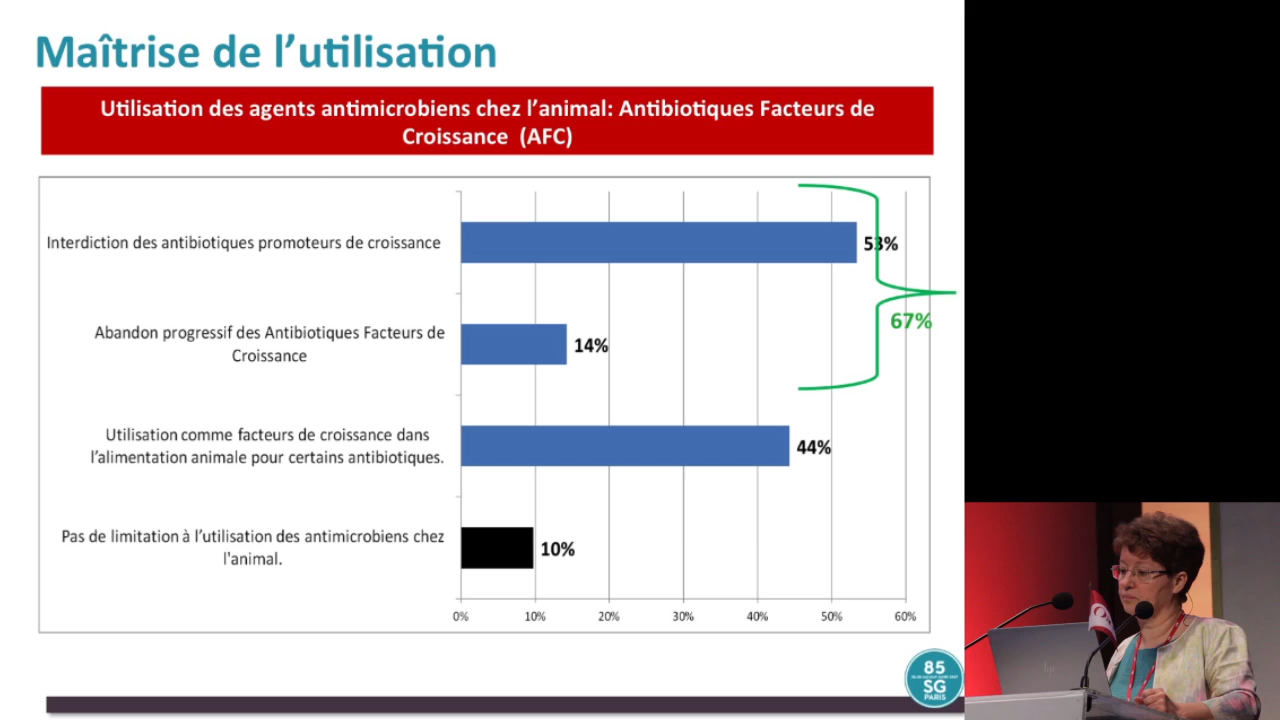 Maîtrise de l'utilisation
Utilisation des agents antimicrobiens chez l'animal: Antibiotiques Facteurs de
Croissance (AFC)
Interdiction des antibiotiques promoteurs de croissance
53%
Abandon progressif des Antibiotiques Facteurs de
Croissance
14%
67%
Utilisation comme facteurs de croissance dans
l'alimentation animale pour certains antibiotiques.
44%
Pas de limitation à l'utilisation des antimicrobiens chez
l'animal.
10%
0% 10% 20% 30% 40% 50% 60%
85
SG
PARIS
hp